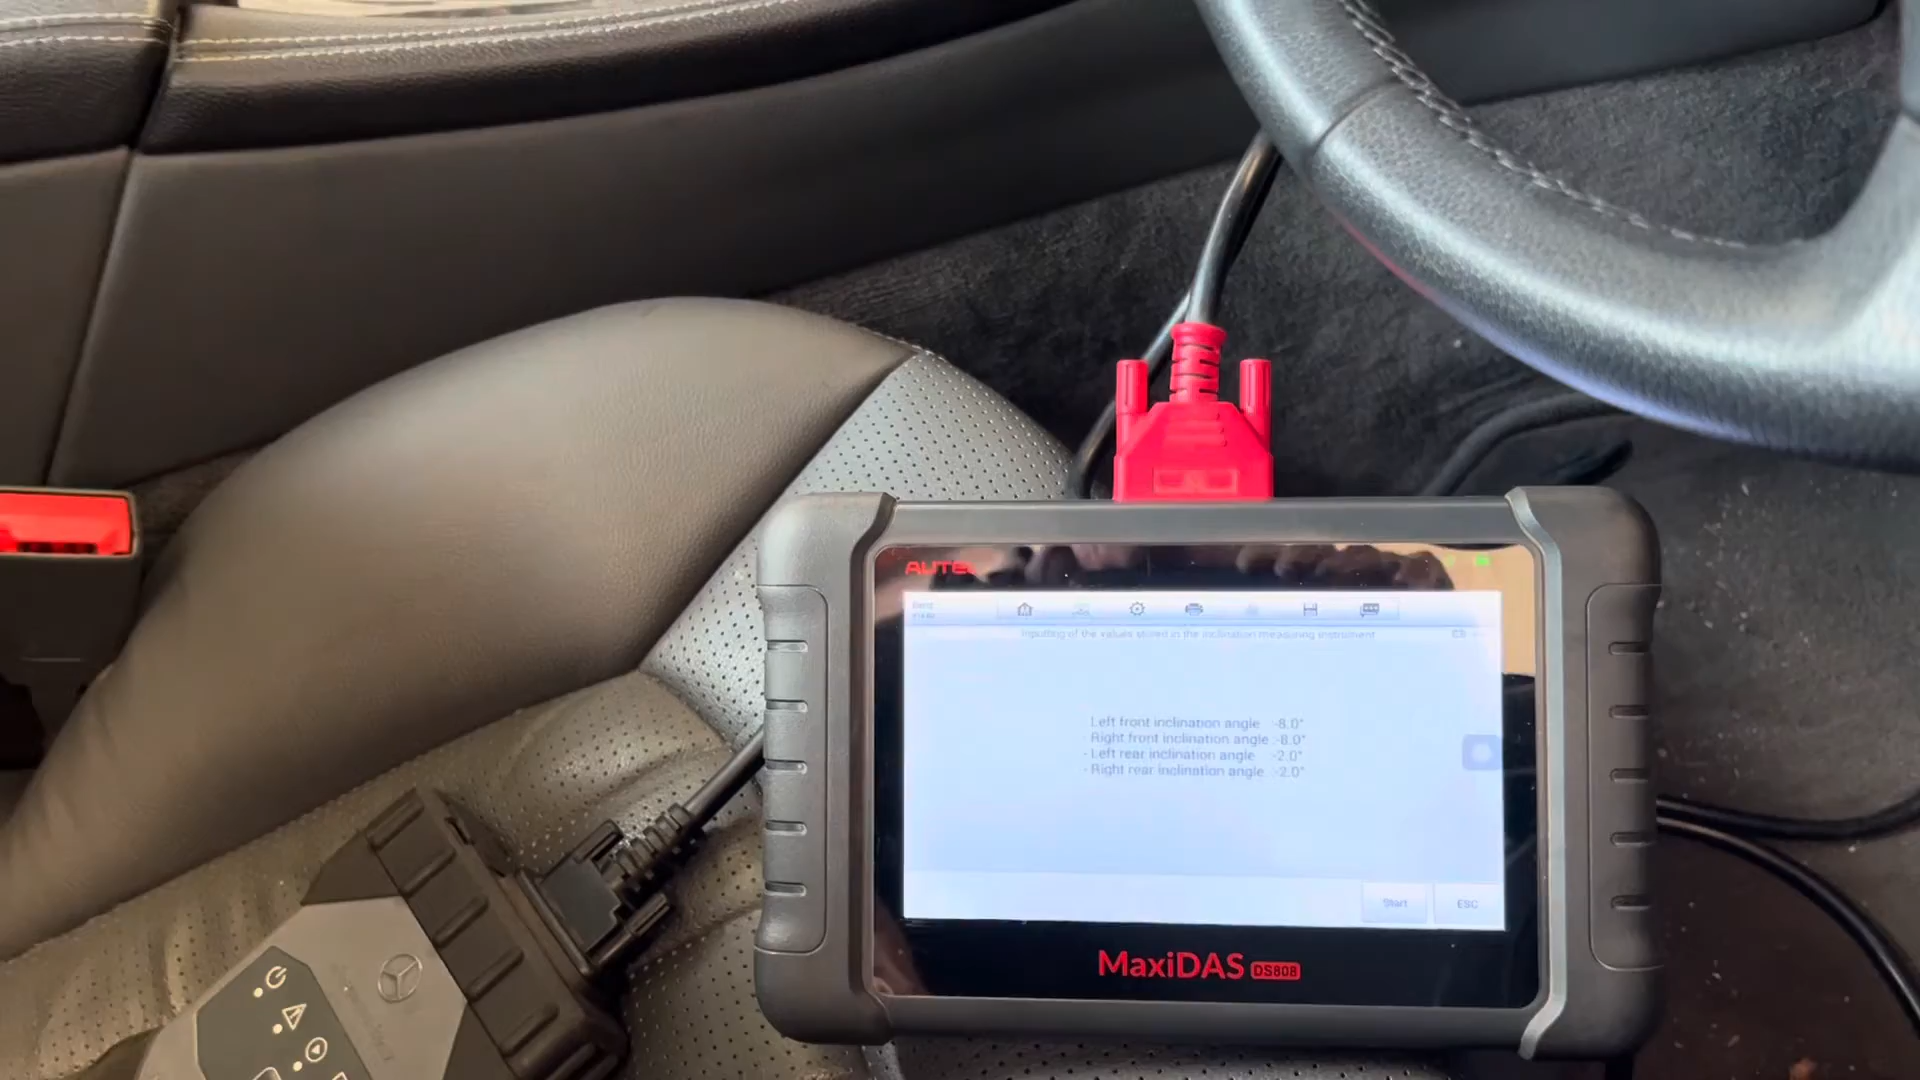 AUTEL
Benz
Inputting of the values stored in the inclination measuring instrument
Left front inclination angle :-8.0°
- Right front inclination angle :-8.0°
- Left rear inclination angle :-2.0°
- Right rear inclination angle :-2.0°
Start
ESC
MaxiDAS DS808